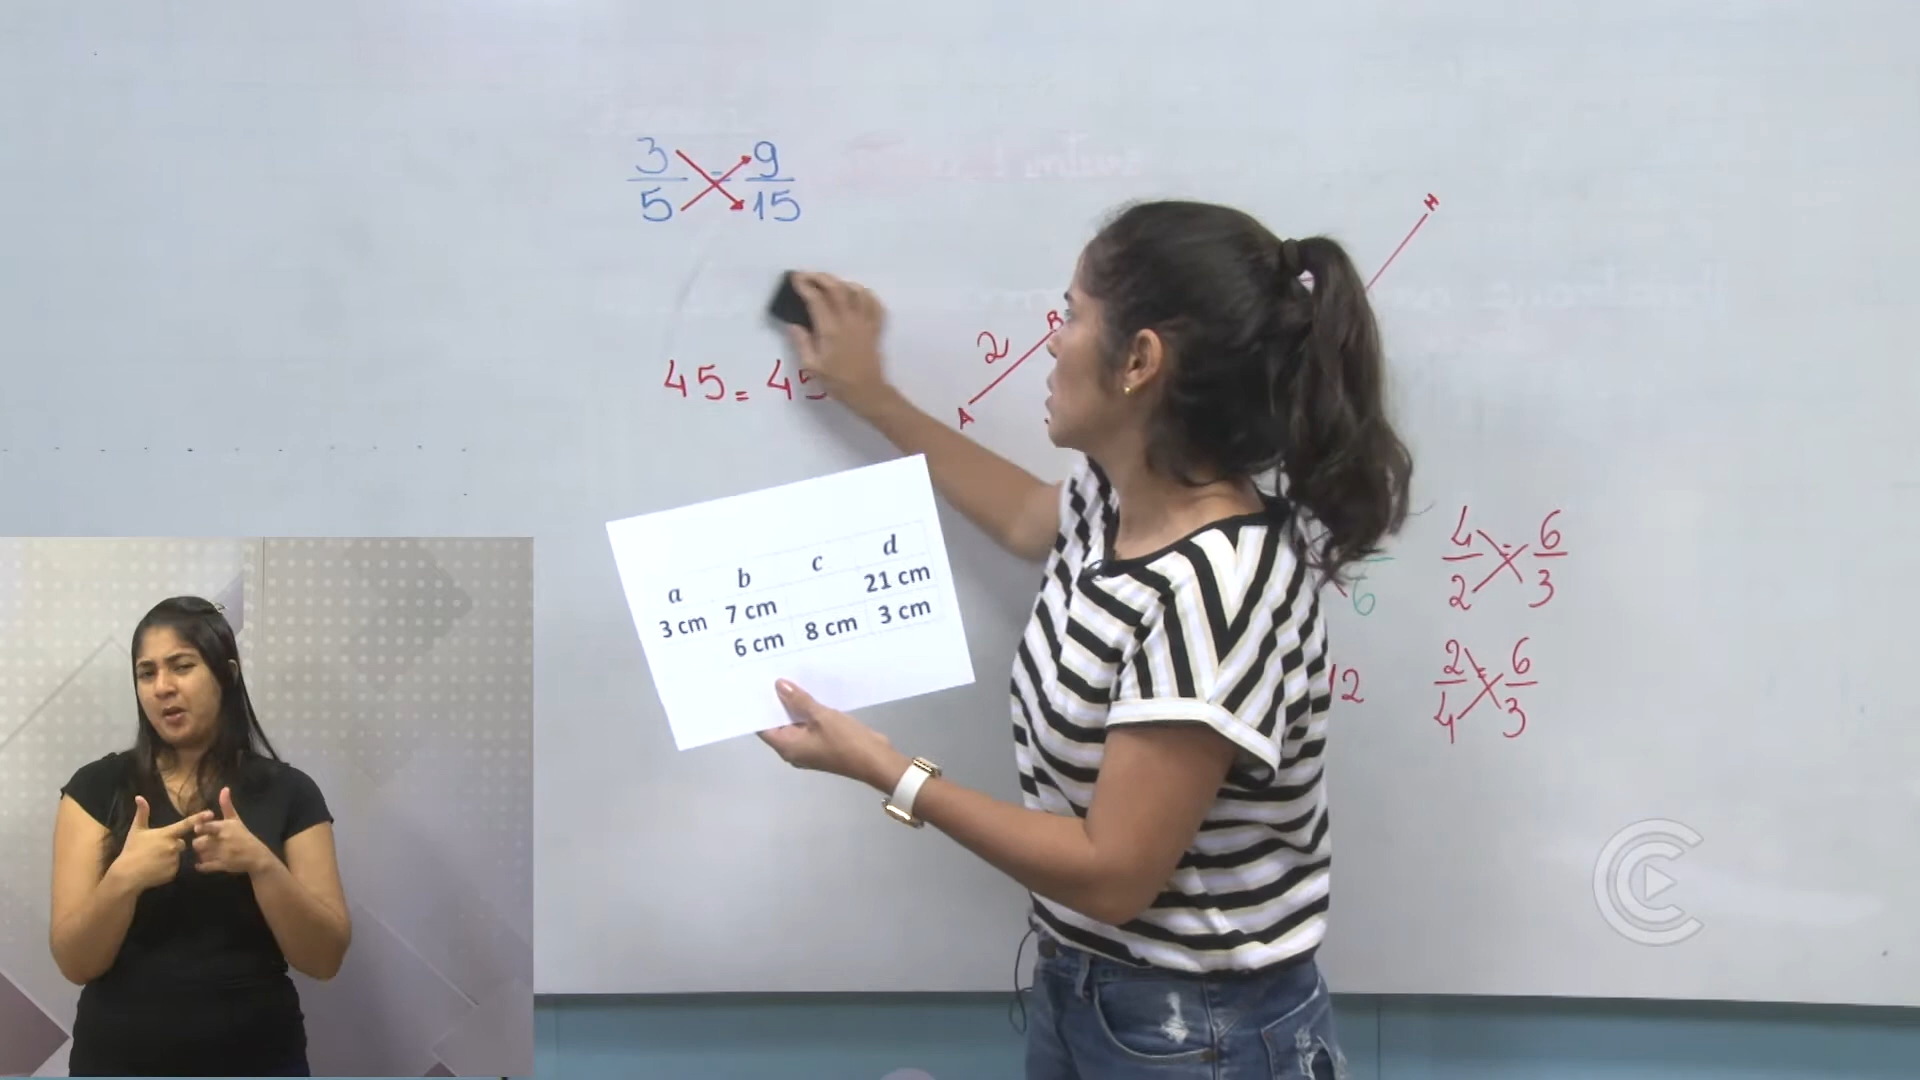 3/5 = 9/15
45 = 45
A 2 B
H
a b c d
3 cm 7 cm 21 cm
6 cm 8 cm 3 cm
6
4/2 = 6/3
12
2/4 = 6/3